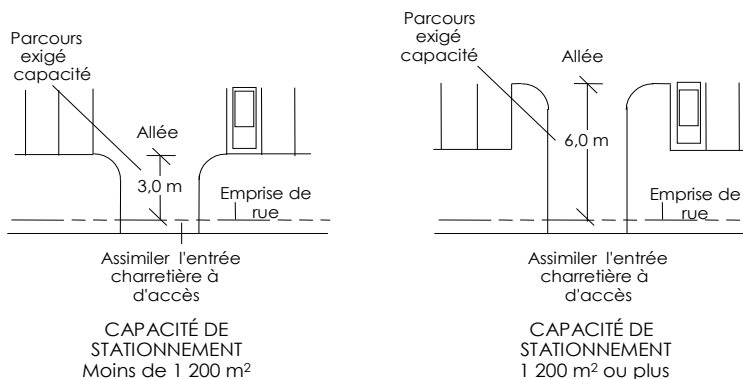 Parcours
exigé
capacité
Allée
3,0 m
Emprise de
rue
Assimiler l'entrée
charretière à
d'accès
CAPACITÉ DE
STATIONNEMENT
Moins de 1 200 m²
Parcours
exigé
capacité
Allée
6,0 m
Emprise de
rue
Assimiler l'entrée
charretière à
d'accès
CAPACITÉ DE
STATIONNEMENT
1 200 m² ou plus